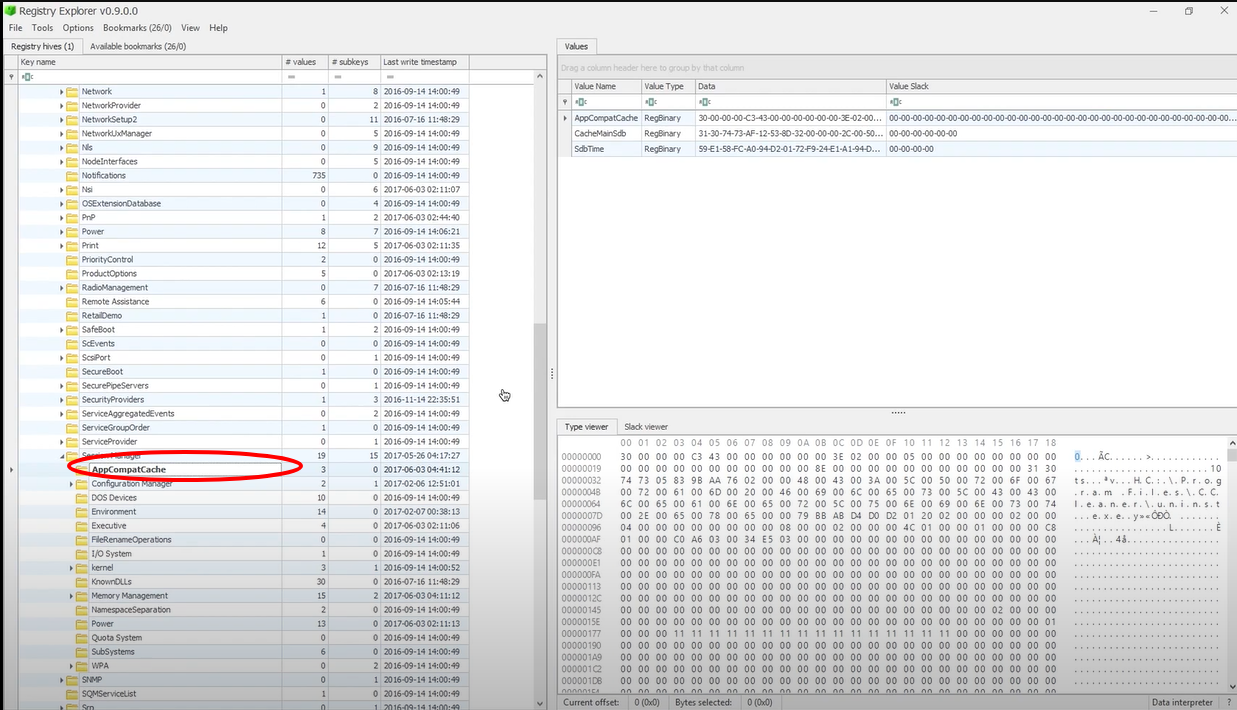 Registry Explorer v0.9.0.0
File Tools Options Bookmarks (26/0) View Help
Registry hives (1) Available bookmarks (26/0)
Key name # values # subkeys Last write timestamp
Network 1 8 2016-09-14 14:00:49
NetworkProvider 0 2 2016-09-14 14:00:49
NetworkSetup2 0 11 2016-07-16 11:48:29
NetworkUxManager 0 5 2016-09-14 14:00:49
Nls 0 9 2016-09-14 14:00:49
NodeInterfaces 0 5 2016-09-14 14:00:49
Notifications 735 0 2016-09-14 14:00:49
Nsi 0 6 2017-06-03 02:11:07
OSExtensionDatabase 0 4 2016-09-14 14:00:49
PnP 1 2 2017-06-03 02:44:40
Power 8 7 2016-09-14 14:06:21
Print 12 5 2017-06-03 02:11:35
PriorityControl 2 0 2016-09-14 14:00:49
ProductOptions 5 0 2017-06-03 02:13:19
RadioManagement 0 7 2016-07-16 11:48:29
Remote Assistance 6 0 2016-09-14 14:05:44
RetailDemo 1 0 2016-07-16 11:48:29
SafeBoot 1 2 2016-09-14 14:00:49
ScEvents 0 0 2016-09-14 14:00:49
ScsiPort 0 1 2016-09-14 14:00:49
SecureBoot 1 0 2016-09-14 14:00:49
SecurePipeServers 0 1 2016-09-14 14:00:49
SecurityProviders 1 3 2016-11-14 22:35:51
ServiceAggregatedEvents 0 2 2016-09-14 14:00:49
ServiceGroupOrder 1 0 2016-09-14 14:00:49
ServiceProvider 0 1 2016-09-14 14:00:49
Session Manager 19 15 2017-05-26 04:17:27
AppCompatCache 3 0 2017-06-03 04:41:12
Configuration Manager 2 1 2017-02-06 12:51:01
DOS Devices 10 0 2016-09-14 14:00:49
Environment 14 0 2017-02-07 00:38:13
Executive 4 0 2017-06-03 02:11:06
FileRenameOperations 0 0 2016-09-14 14:00:49
I/O System 1 0 2016-09-14 14:00:49
kernel 3 1 2016-09-14 14:00:52
KnownDLLs 30 0 2016-07-16 11:48:29
Memory Management 15 2 2017-06-03 04:11:12
NamespaceSeparation 2 0 2016-09-14 14:00:49
Power 13 0 2017-06-03 02:11:13
Quota System 0 0 2016-09-14 14:00:49
SubSystems 6 0 2016-09-14 14:00:49
WPA 0 2 2016-09-14 14:00:49
SNMP 0 1 2016-09-14 14:00:49
SQMServiceList 1 0 2016-09-14 14:00:49
Srp 0 1 2016-09-14 14:00:49
Values
Drag a column header here to group by that column
Value Name Value Type Data Value Slack
AppCompatCache RegBinary 30-00-00-00-C3-43-00-00-00-00-00-00-3E-02-00... 00-00-00-00-00-00-00-00-00-00-00-00-00-00-00-00-00-00-00-00-00-00-00-00-00-00-00-00...
CacheMainSdb RegBinary 31-30-74-73-AF-12-53-8D-32-00-00-00-2C-00-50... 00-00-00-00-00-00
SdbTime RegBinary 59-E1-58-FC-A0-94-D2-01-72-F9-24-E1-A1-94-D... 00-00-00-00
Type viewer Slack viewer
00 01 02 03 04 05 06 07 08 09 0A 0B 0C 0D 0E 0F 10 11 12 13 14 15 16 17 18
00000000 30 00 00 00 C3 43 00 00 00 00 00 00 3E 02 00 00 05 00 00 00 00 00 00 00 00 0...ÃC......>............
00000019 00 00 00 00 00 00 00 00 00 00 00 8E 00 00 00 00 00 00 00 00 00 00 00 31 30 .......................10
00000032 74 73 05 83 9B AA 76 02 00 00 48 00 43 00 3A 00 5C 00 50 00 72 00 6F 00 67
0000004B 00 72 00 61 00 6D 00 20 00 46 00 69 00 6C 00 65 00 73 00 5C 00 43 00 43 00 .r.a.m. .F.i.l.e.s.\.C.C.
00000064 6C 00 65 00 61 00 6E 00 65 00 72 00 5C 00 75 00 6E 00 69 00 6E 00 73 00 74 l.e.a.n.e.r.\.u.n.i.n.s.t
0000007D 00 2E 00 65 00 78 00 65 00 00 00 79 BB AB D4 D0 D2 01 20 02 00 00 00 02 00
00000096 04 00 00 00 00 00 00 00 08 00 00 02 00 00 00 4C 01 00 00 01 00 00 00 C8
000000AF 01 00 00 C0 A6 03 00 34 E5 03 00 00 00 00 00 00 00 00 00 00 00 00 00 00 00 ...À¦..4å................
000000C8 00 00 00 00 00 00 00 00 00 00 00 00 00 00 00 00 00 00 00 00 00 00 00 00 00
000000E1 00 00 00 00 00 00 00 00 00 00 00 00 00 00 00 00 00 00 00 00 00 00 00 00 00
000000FA 00 00 00 00 00 00 00 00 00 00 00 00 00 00 00 00 00 00 00 00 00 00 00 00 00
00000113 00 00 00 00 00 00 00 00 00 00 00 00 00 00 00 00 00 00 00 00 00 00 00 00 00
0000012C 00 00 00 00 00 00 00 00 00 00 00 00 00 00 00 00 00 00 00 00 00 00 00 00 00
00000145 00 00 00 00 00 00 00 00 00 00 00 00 00 00 00 00 00 00 00 00 00 02 00 00 00
0000015E 00 00 00 00 00 00 00 00 00 00 00 00 00 00 00 00 00 00 00 00 00 00 00 00 01
00000177 00 00 00 11 11 11 11 11 11 11 11 11 11 11 11 11 11 11 11 00 00 00 00 00 00
00000190 00 00 00 00 00 00 00 00 00 00 00 00 00 00 00 00 00 00 00 00 00 00 00 00 00
000001A9 00 00 00 00 00 00 00 00 00 00 00 00 00 00 00 00 00 00 00 00 00 00 00 00 00
000001C2 00 00 00 00 00 00 00 00 00 00 00 00 00 00 00 00 00 00 00 00 00 00 00 00 00
000001DB 00 00 00 00 00 00 00 00 00 00 00 00 00 00 00 00 00 00 00 00 00 00 00 00 00
Current offset: 0 (0x0) Bytes selected: 0 (0x0) Data interpreter ?